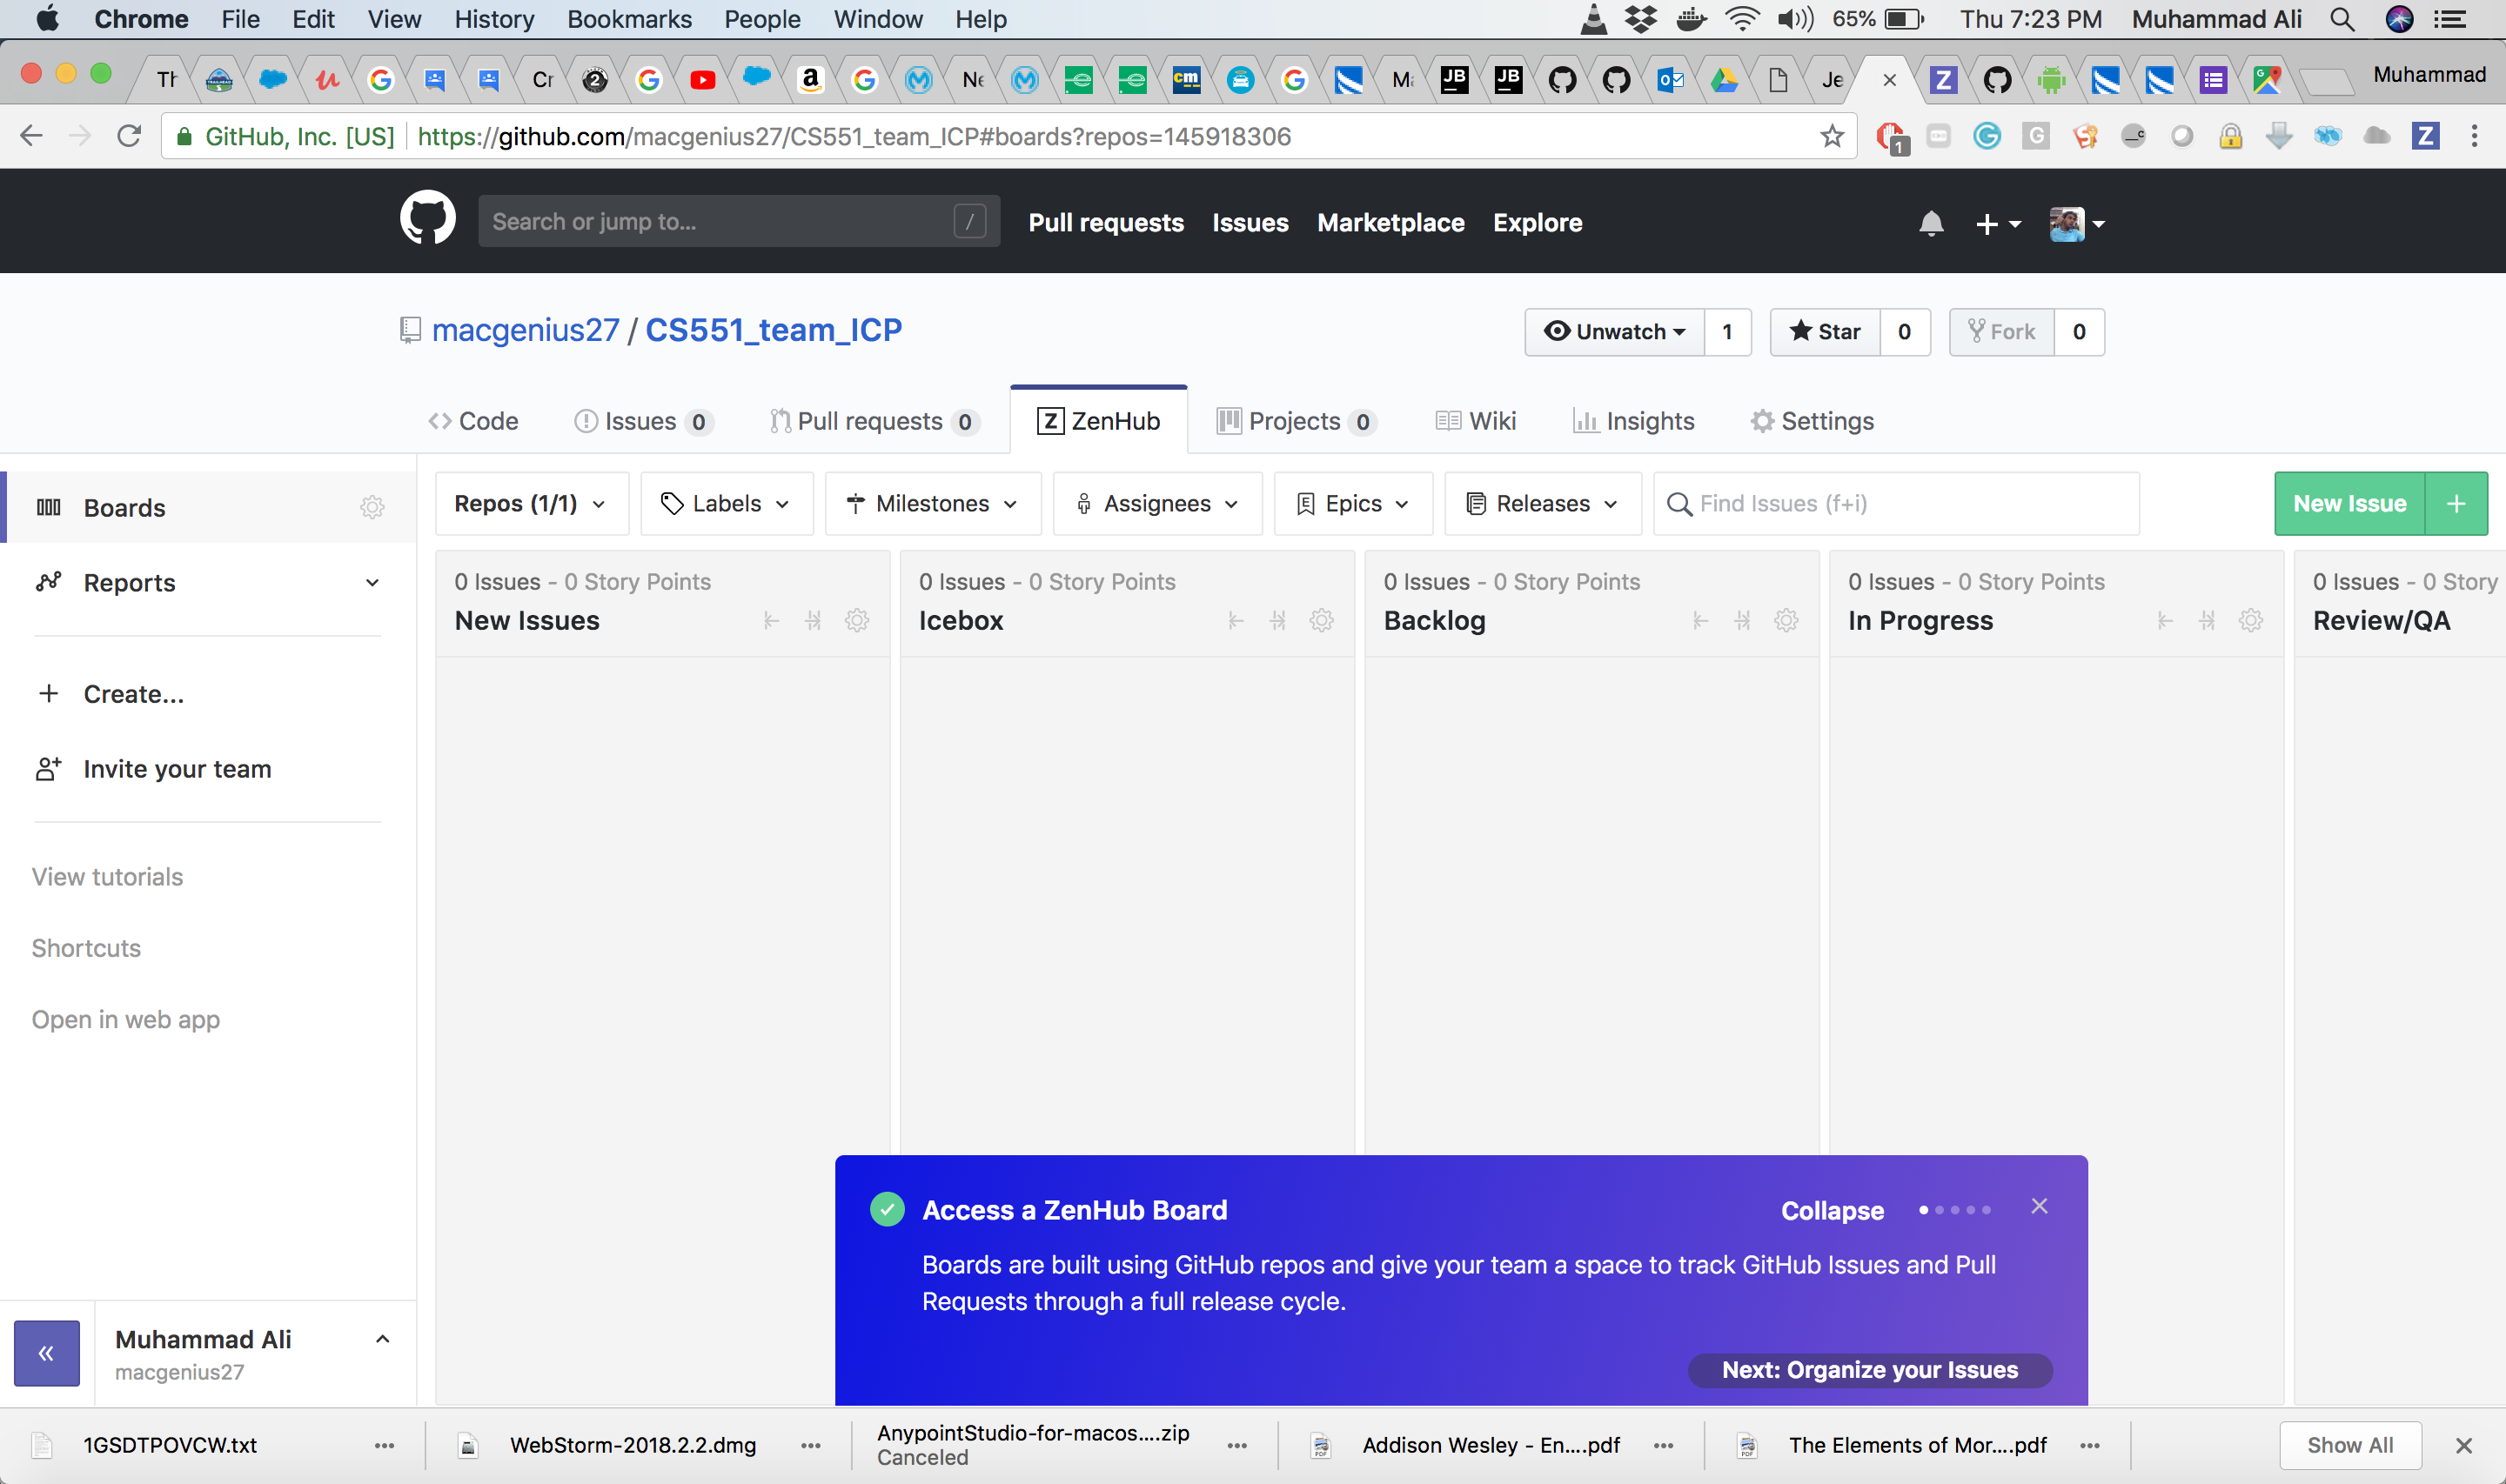 Chrome File Edit View History Bookmarks People Window Help 65% Thu 7:23 PM Muhammad Ali
Th Cr 2 a Ne cm Ma JB JB Je Z Muhammad
GitHub, Inc. [US] https://github.com/macgenius27/CS551_team_ICP#boards?repos=145918306 1 G Z
Search or jump to... / Pull requests Issues Marketplace Explore
macgenius27 / CS551_team_ICP Unwatch 1 Star 0 Fork 0
Code Issues 0 Pull requests 0 Z ZenHub Projects 0 Wiki Insights Settings
Boards
Reports
Create...
Invite your team
View tutorials
Shortcuts
Open in web app
Muhammad Ali
macgenius27
Repos (1/1) Labels Milestones Assignees E Epics Releases Find Issues (f+i) New Issue +
0 Issues - 0 Story Points
New Issues
0 Issues - 0 Story Points
Icebox
0 Issues - 0 Story Points
Backlog
0 Issues - 0 Story Points
In Progress
0 Issues - 0 Story
Review/QA
Access a ZenHub Board Collapse
Boards are built using GitHub repos and give your team a space to track GitHub Issues and Pull
Requests through a full release cycle.
Next: Organize your Issues
1GSDTPOVCW.txt
WebStorm-2018.2.2.dmg
AnypointStudio-for-macos....zip
Canceled
Addison Wesley - En....pdf
The Elements of Mor....pdf
Show All